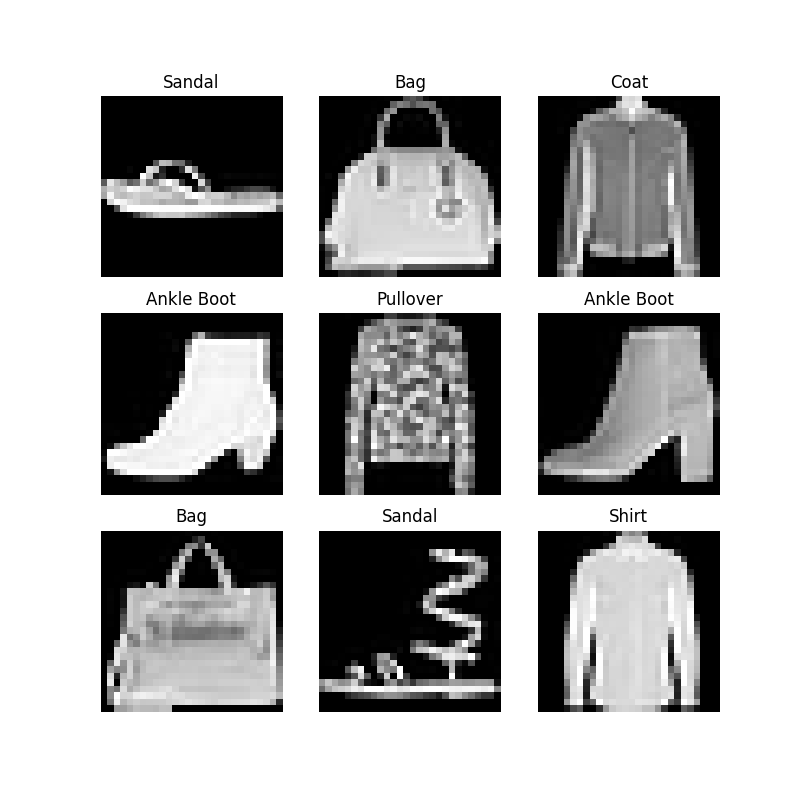 Sandal
Bag
Coat
Ankle Boot
Pullover
Ankle Boot
Bag
Sandal
Shirt